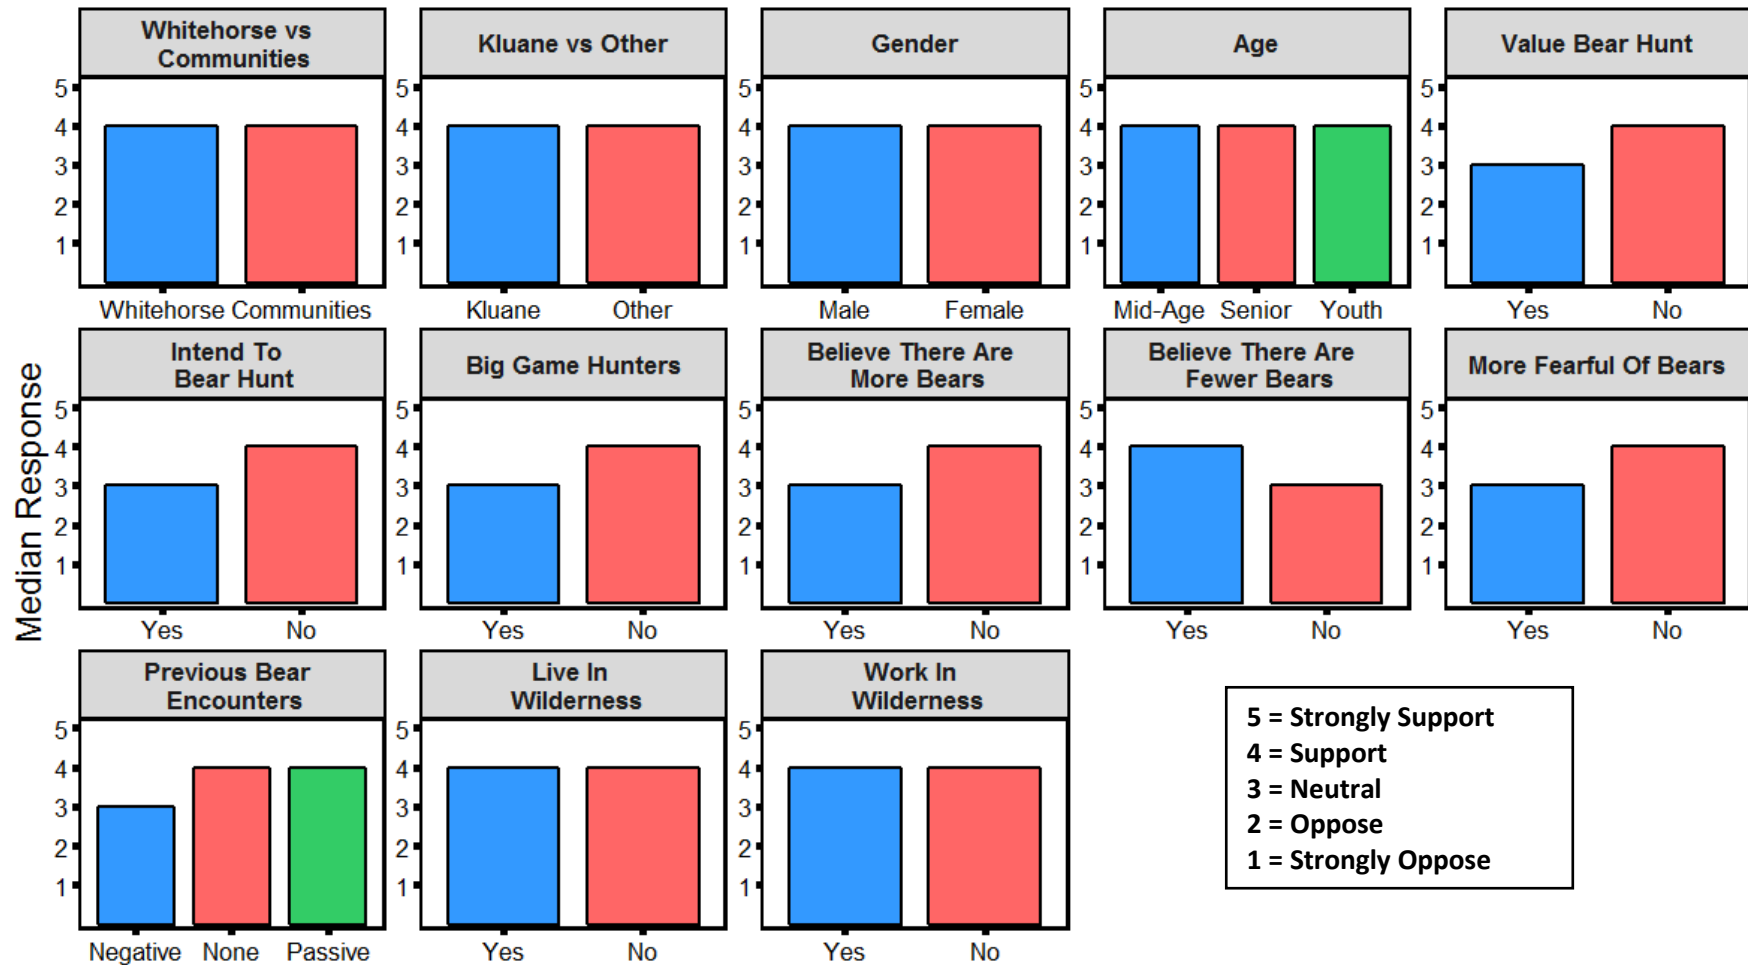 Whitehorse vs
Communities
Kluane vs Other
Gender
Age
Value Bear Hunt
5
4
3
2
1
5
4
3
2
1
5
4
3
2
1
5
4
3
2
1
5
4
3
2
1
Whitehorse Communities
Kluane Other
Male Female
Mid-Age Senior Youth
Yes No
Median Response
Intend To
Bear Hunt
Big Game Hunters
Believe There Are
More Bears
Believe There Are
Fewer Bears
More Fearful Of Bears
5
4
3
2
1
5
4
3
2
1
5
4
3
2
1
5
4
3
2
1
5
4
3
2
1
Yes No
Yes No
Yes No
Yes No
Yes No
Previous Bear
Encounters
Live In
Wilderness
Work In
Wilderness
5
4
3
2
1
5
4
3
2
1
5
4
3
2
1
Negative None Passive
Yes No
Yes No
5 = Strongly Support
4 = Support
3 = Neutral
2 = Oppose
1 = Strongly Oppose